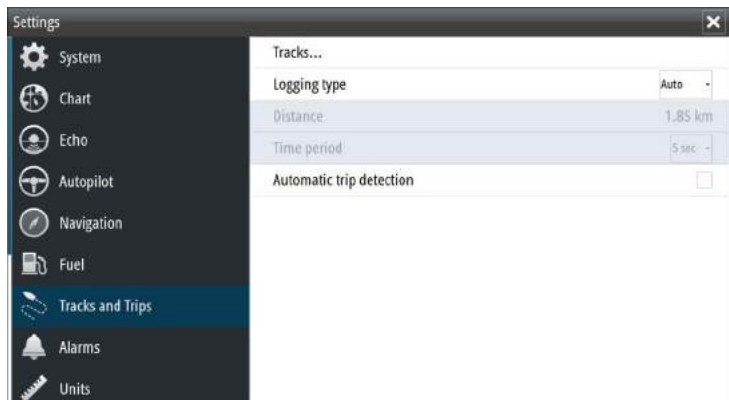 Settings
System
Chart
Echo
Autopilot
Navigation
Fuel
Tracks and Trips
Alarms
Units
Tracks...
Logging type Auto
Distance 1.85 km
Time period 5 sec
Automatic trip detection